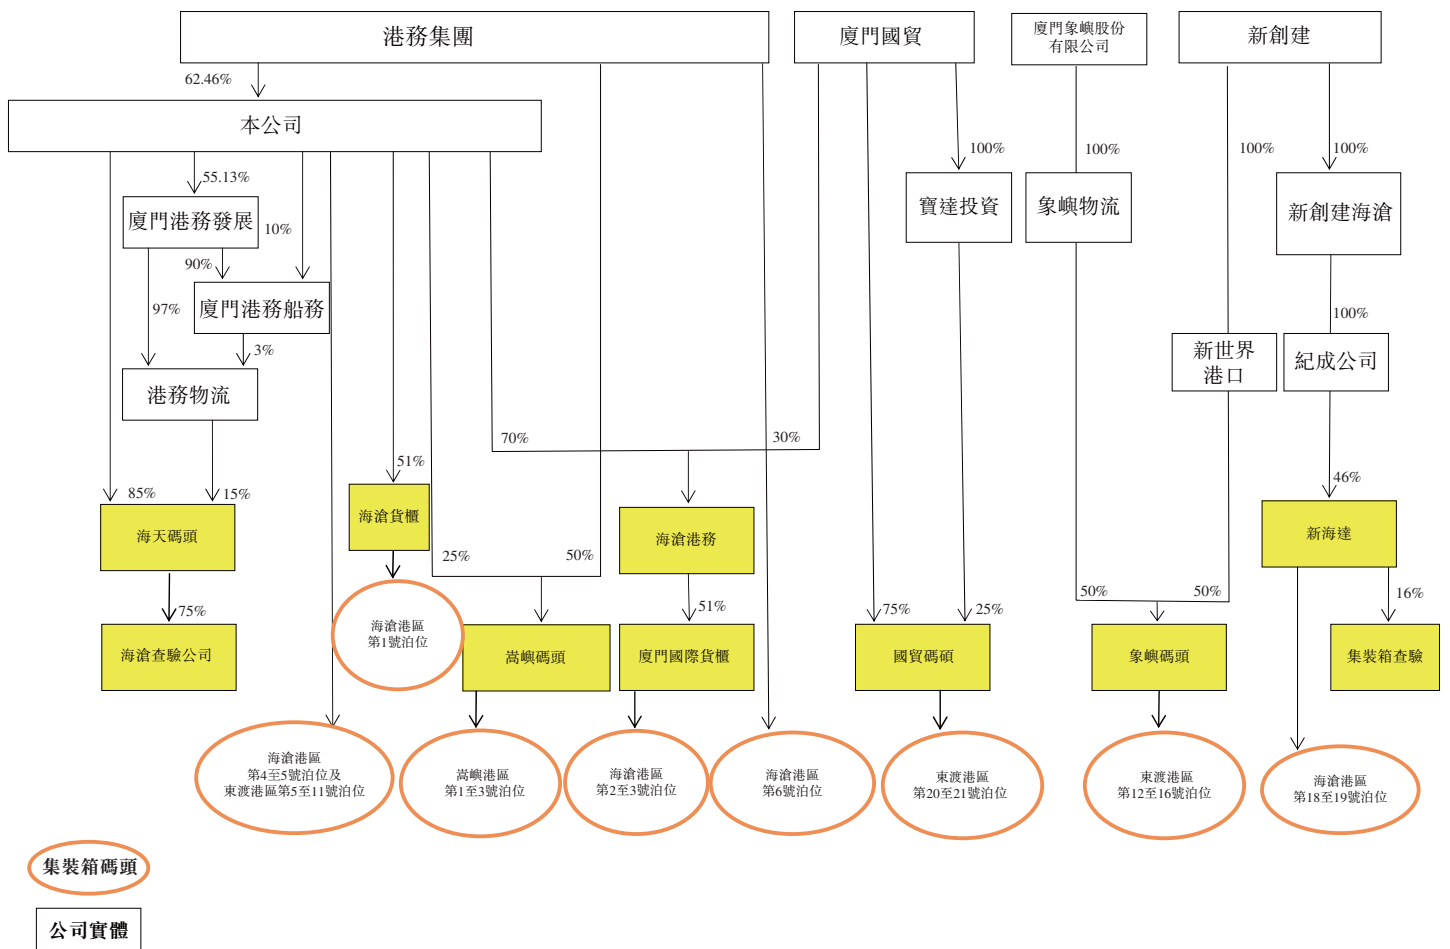 港務集團
廈門國貿
廈門象嶼股份
有限公司
新創建
62.46%
本公司
55.13%
100%
100%
100%
100%
廈門港務發展
10%
寶達投資
象嶼物流
新創建海滄
90%
97%
廈門港務船務
100%
3%
新世界
港口
紀成公司
港務物流
70%
30%
51%
46%
85%
15%
海天碼頭
海滄貨櫃
海滄港務
新海達
25%
50%
75%
51%
75%
25%
50%
50%
16%
海滄港區
第1號泊位
海滄查驗公司
嵩嶼碼頭
廈門國際貨櫃
國貿碼碩
象嶼碼頭
集裝箱查驗
海滄港區
第4至5號泊位及
東渡港區第5至11號泊位
嵩嶼港區
第1至3號泊位
海滄港區
第2至3號泊位
海滄港區
第6號泊位
東渡港區
第20至21號泊位
東渡港區
第12至16號泊位
海滄港區
第18至19號泊位
集裝箱碼頭
公司實體